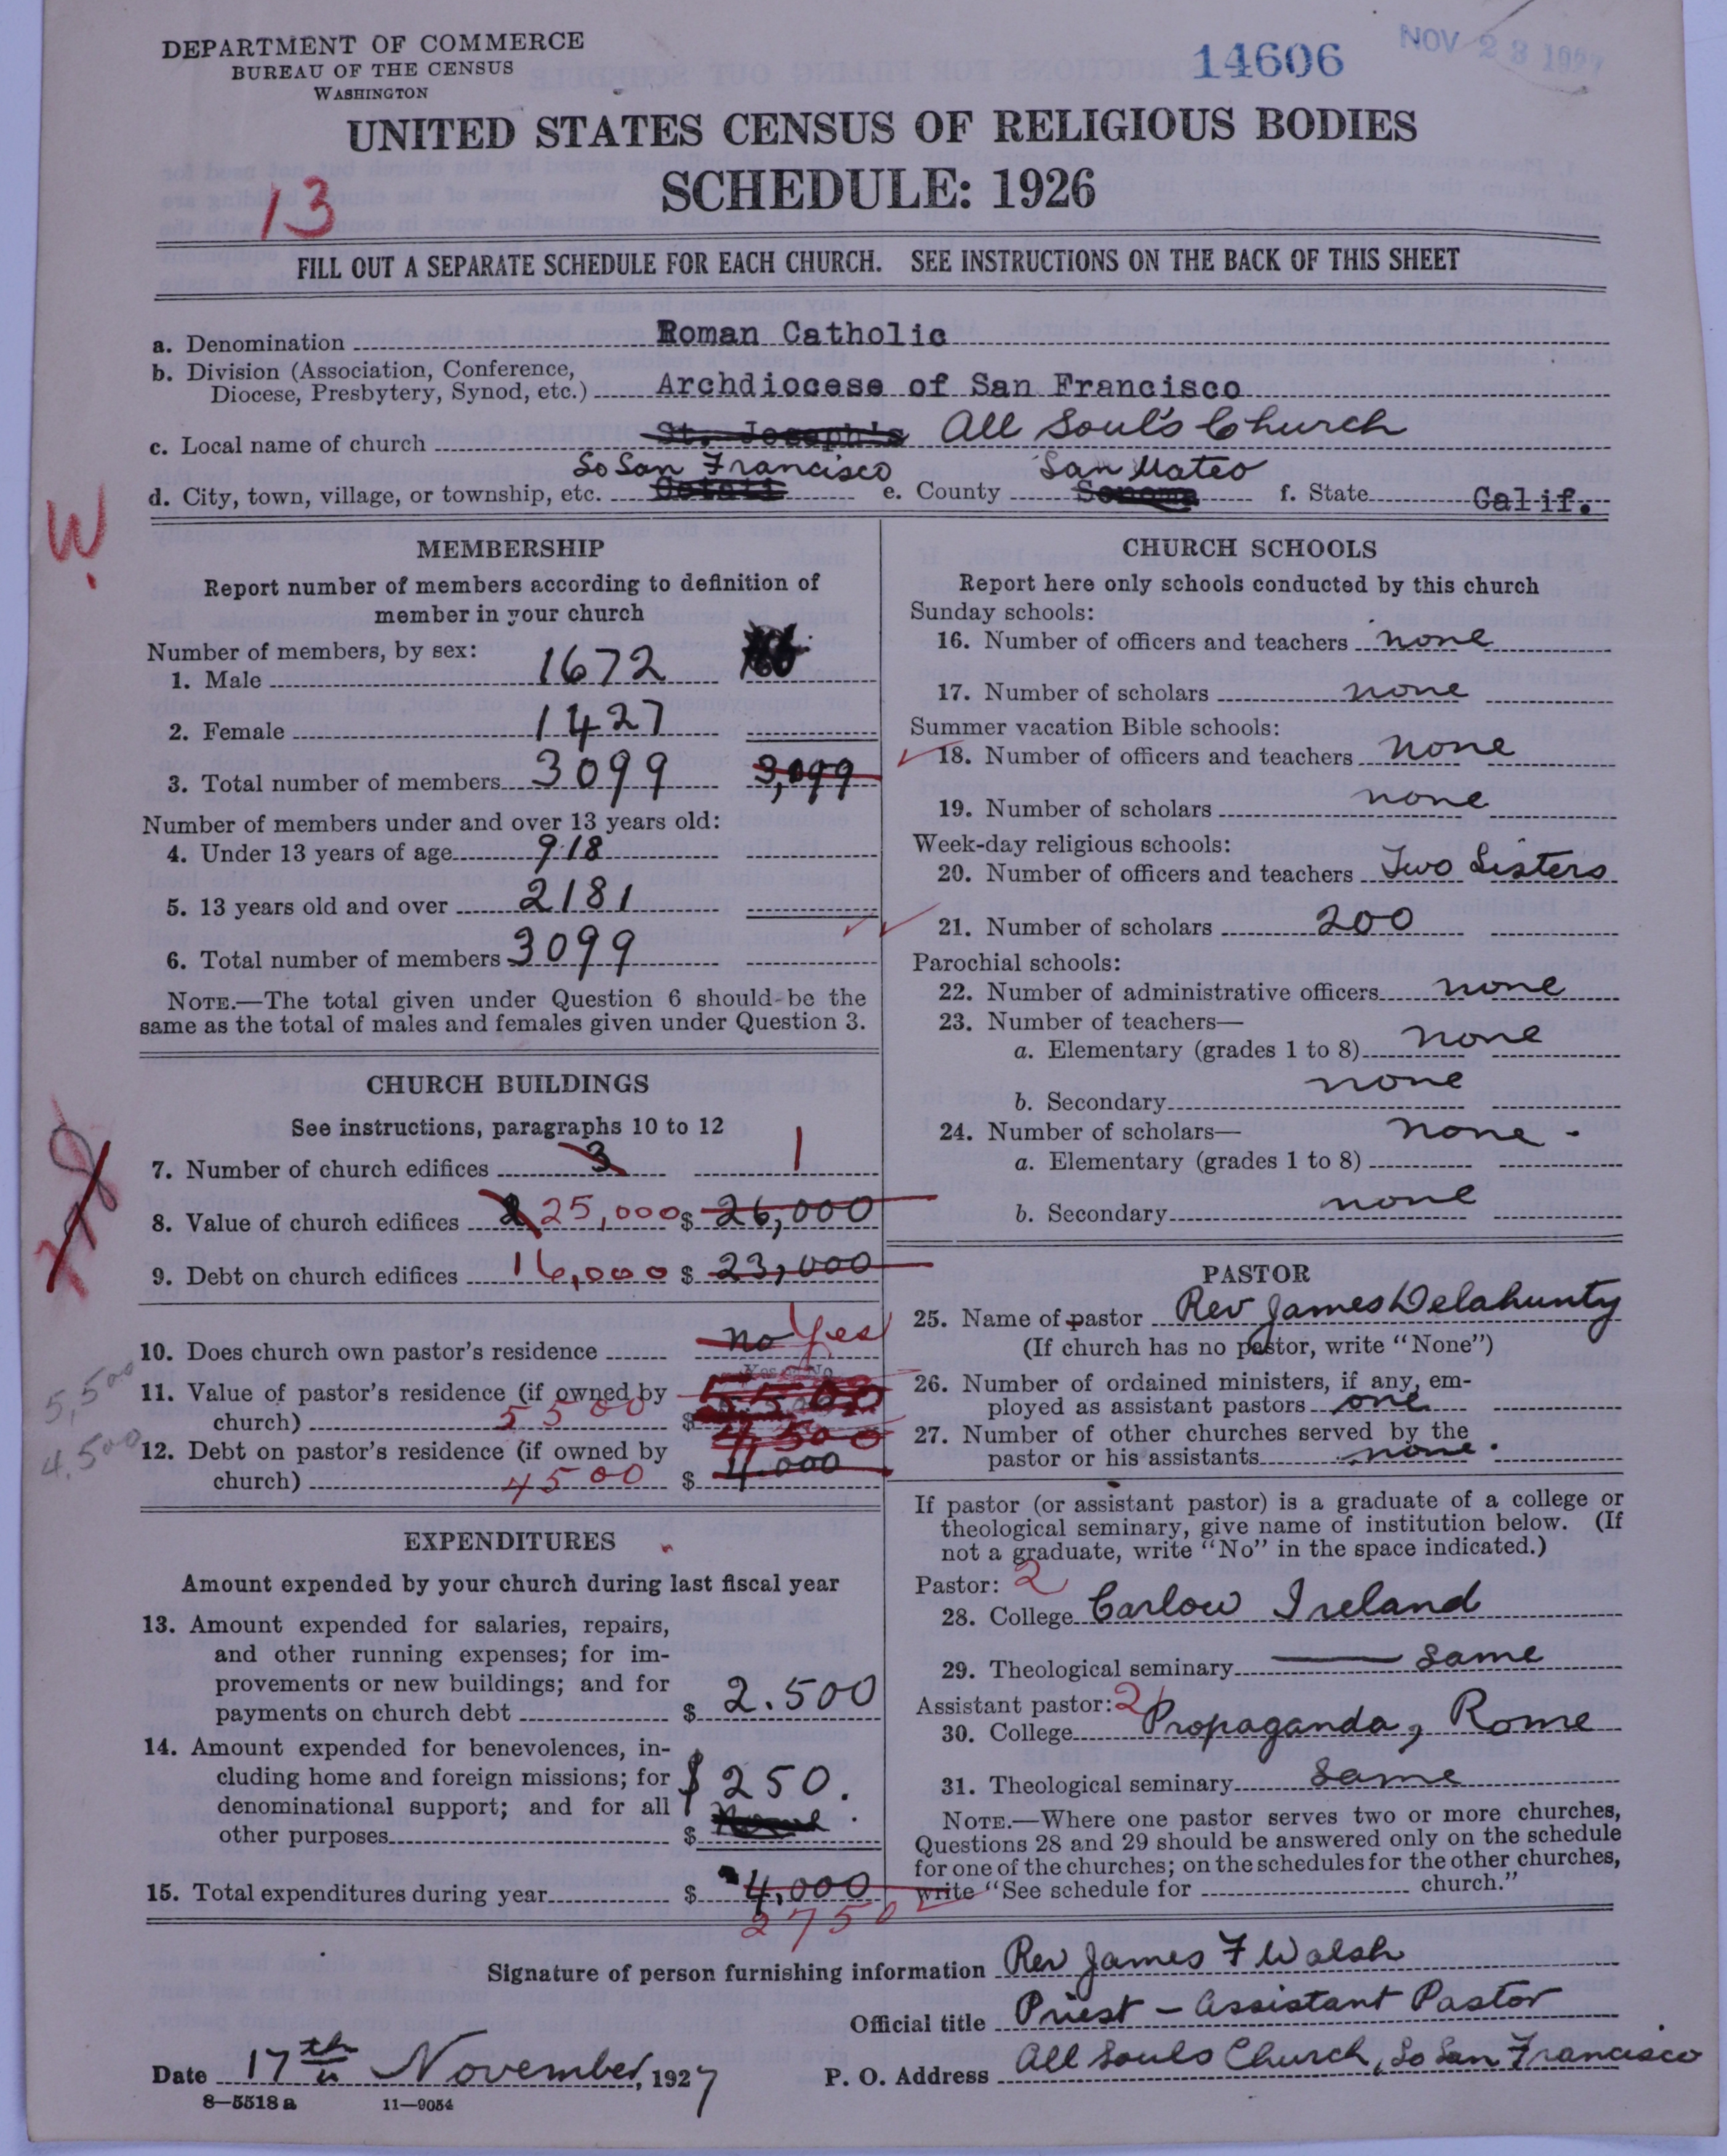 DEPARTMENT OF COMMERCE
BUREAU OF THE CENSUS
WASHINGTON
14606
NOV 23 1927
UNITED STATES CENSUS OF RELIGIOUS BODIES
SCHEDULE: 1926
13
FILL OUT A SEPARATE SCHEDULE FOR EACH CHURCH. SEE INSTRUCTIONS ON THE BACK OF THIS SHEET
a. Denomination Roman Catholic
b. Division (Association, Conference,
Diocese, Presbytery, Synod, etc.) Archdiocese of San Francisco
c. Local name of church St. Joseph's All Soul's Church
So San Francisco San Mateo
d. City, town, village, or township, etc. Cotati e. County Sonoma f. State Calif.
W.
MEMBERSHIP
Report number of members according to definition of
member in your church
Number of members, by sex:
1. Male 1672
2. Female 1427
3. Total number of members 3099 3,099
Number of members under and over 13 years old:
4. Under 13 years of age 918
5. 13 years old and over 2181
6. Total number of members 3099
NOTE.—The total given under Question 6 should be the
same as the total of males and females given under Question 3.
CHURCH BUILDINGS
See instructions, paragraphs 10 to 12
7. Number of church edifices 3 1
8. Value of church edifices 25,000 $ 26,000
9. Debt on church edifices 16,000 $ 23,000
10. Does church own pastor's residence no Yes
Yes or No
11. Value of pastor's residence (if owned by
church) 5500 $
5,500
12. Debt on pastor's residence (if owned by
church) 4500 $ 4500 4.000
4.500
EXPENDITURES
Amount expended by your church during last fiscal year
13. Amount expended for salaries, repairs,
and other running expenses; for im-
provements or new buildings; and for
payments on church debt $ 2.500
14. Amount expended for benevolences, in-
cluding home and foreign missions; for $250.
denominational support; and for all
other purposes $
15. Total expenditures during year $ 4,000
2750
CHURCH SCHOOLS
Report here only schools conducted by this church
Sunday schools:
16. Number of officers and teachers none
17. Number of scholars none
Summer vacation Bible schools:
18. Number of officers and teachers none
19. Number of scholars none
Week-day religious schools:
20. Number of officers and teachers Two Sisters
21. Number of scholars 200
Parochial schools:
22. Number of administrative officers none
23. Number of teachers—
a. Elementary (grades 1 to 8) none
b. Secondary none
24. Number of scholars— none -
a. Elementary (grades 1 to 8)
b. Secondary none
PASTOR
25. Name of pastor Rev James Delahunty
(If church has no pastor, write "None")
26. Number of ordained ministers, if any, em-
ployed as assistant pastors one
27. Number of other churches served by the
pastor or his assistants none.
If pastor (or assistant pastor) is a graduate of a college or
theological seminary, give name of institution below. (If
not a graduate, write "No" in the space indicated.)
Pastor: 2
28. College Carlow Ireland
29. Theological seminary — Same
Assistant pastor: 2
30. College Propaganda, Rome
31. Theological seminary Same
NOTE.—Where one pastor serves two or more churches,
Questions 28 and 29 should be answered only on the schedule
for one of the churches; on the schedules for the other churches,
write "See schedule for church."
Signature of person furnishing information Rev James F Walsh
Official title Priest – Assistant Pastor
Date 17th November, 1927 P. O. Address All Souls Church, So San Francisco
8—5518a 11—9054